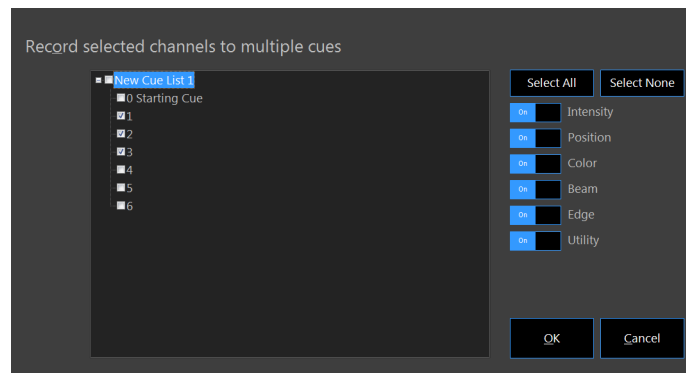 Record selected channels to multiple cues
New Cue List 1
0 Starting Cue
1
2
3
4
5
6
Select All Select None
On Intensity
On Position
On Color
On Beam
On Edge
On Utility
OK Cancel